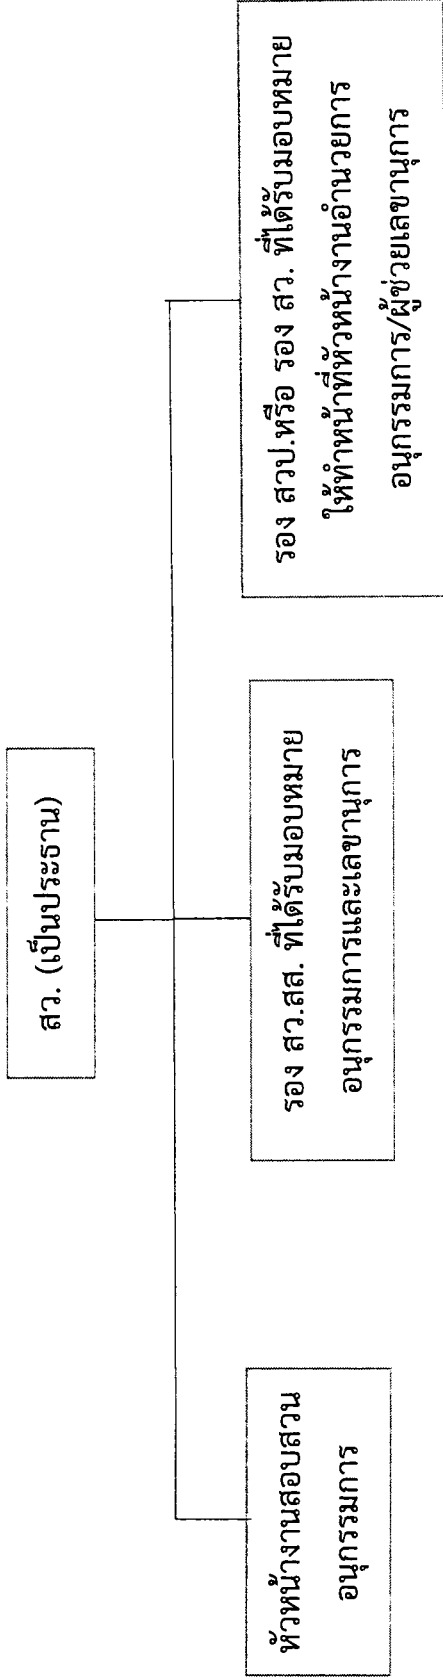 สว. (เป็นประธาน)
หัวหน้างานสอบสวน
อนุกรรมการ
รอง สว.สส. ที่ได้รับมอบหมาย
อนุกรรมการและเลขานุการ
รอง สวป.หรือ รอง สว. ที่ได้รับมอบหมาย
ให้ทำหน้าที่หัวหน้างานอำนวยการ
อนุกรรมการ/ผู้ช่วยเลขานุการ